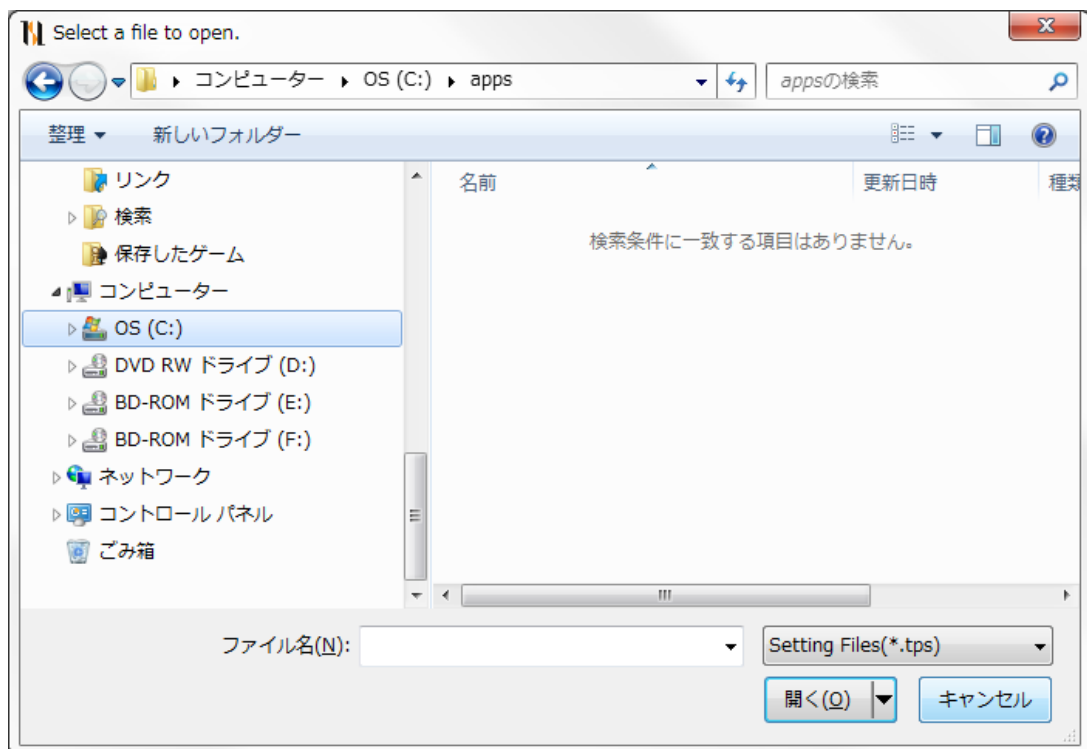 Select a file to open.
コンピューター OS (C:) apps
appsの検索
整理 新しいフォルダー
名前 更新日時 種類
リンク
検索
保存したゲーム
検索条件に一致する項目はありません。
コンピューター
OS (C:)
DVD RW ドライブ (D:)
BD-ROM ドライブ (E:)
BD-ROM ドライブ (F:)
ネットワーク
コントロール パネル
ごみ箱
ファイル名(N):
Setting Files(*.tps)
開く(O)
キャンセル